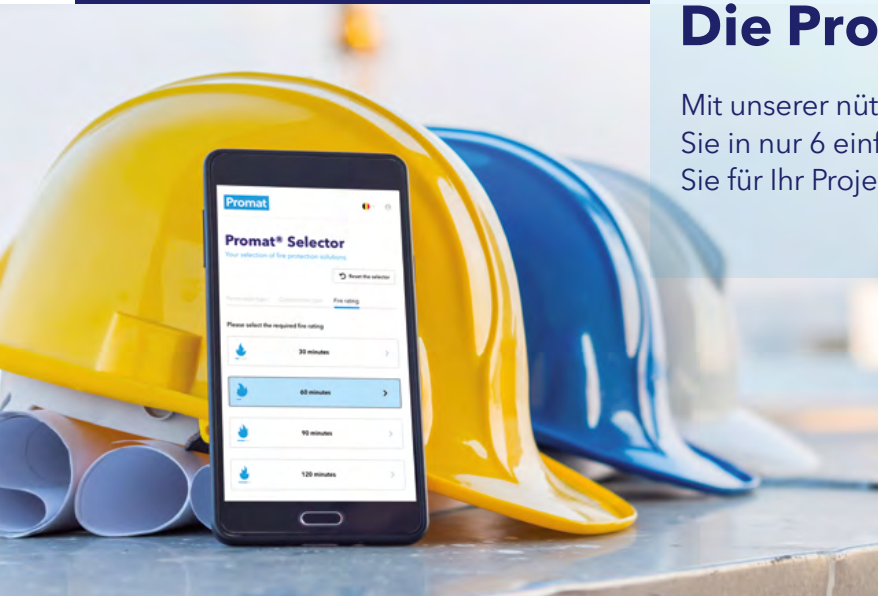 Die Pro
Mit unserer nüt
Sie in nur 6 einf
Sie für Ihr Proje
Promat
Promat® Selector
Your selection of fire protection solutions
Reset the selector
Fire rating
Please select the required fire rating
30 minutes
60 minutes
90 minutes
120 minutes